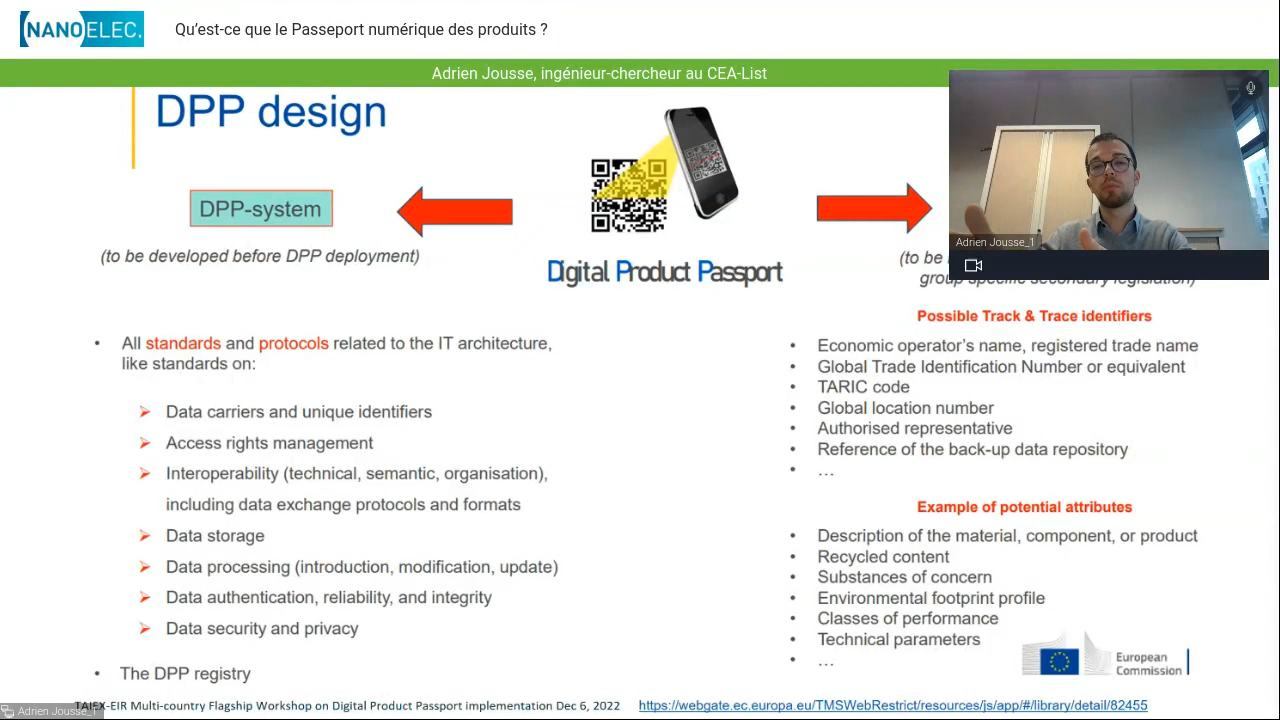 NANOELEC.
Qu’est-ce que le Passeport numérique des produits ?
Adrien Jousse, ingénieur-chercheur au CEA-List
DPP design
DPP-system
(to be developed before DPP deployment)
Digital Product Passport
Adrien Jousse_1
(to be
group specific secondary legislation)
• All standards and protocols related to the IT architecture,
like standards on:
➢ Data carriers and unique identifiers
➢ Access rights management
➢ Interoperability (technical, semantic, organisation),
including data exchange protocols and formats
➢ Data storage
➢ Data processing (introduction, modification, update)
➢ Data authentication, reliability, and integrity
➢ Data security and privacy
• The DPP registry
Possible Track & Trace identifiers
• Economic operator’s name, registered trade name
• Global Trade Identification Number or equivalent
• TARIC code
• Global location number
• Authorised representative
• Reference of the back-up data repository
• …
Example of potential attributes
• Description of the material, component, or product
• Recycled content
• Substances of concern
• Environmental footprint profile
• Classes of performance
• Technical parameters
• …
European
Commission
Adrien Jousse_1
TAIEX-EIR Multi-country Flagship Workshop on Digital Product Passport implementation Dec 6, 2022
https://webgate.ec.europa.eu/TMSWebRestrict/resources/js/app/#/library/detail/82455